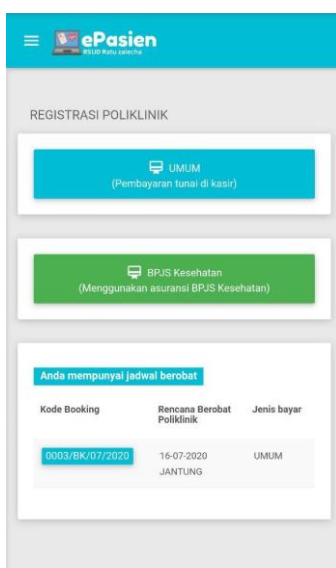 ePasien
RSUD Ratu zalecha
REGISTRASI POLIKLINIK
UMUM
(Pembayaran tunai di kasir)
BPJS Kesehatan
(Menggunakan asuransi BPJS Kesehatan)
Anda mempunyai jadwal berobat
Kode Booking Rencana Berobat Jenis bayar
Poliklinik
0003/BK/07/2020 16-07-2020 UMUM
JANTUNG